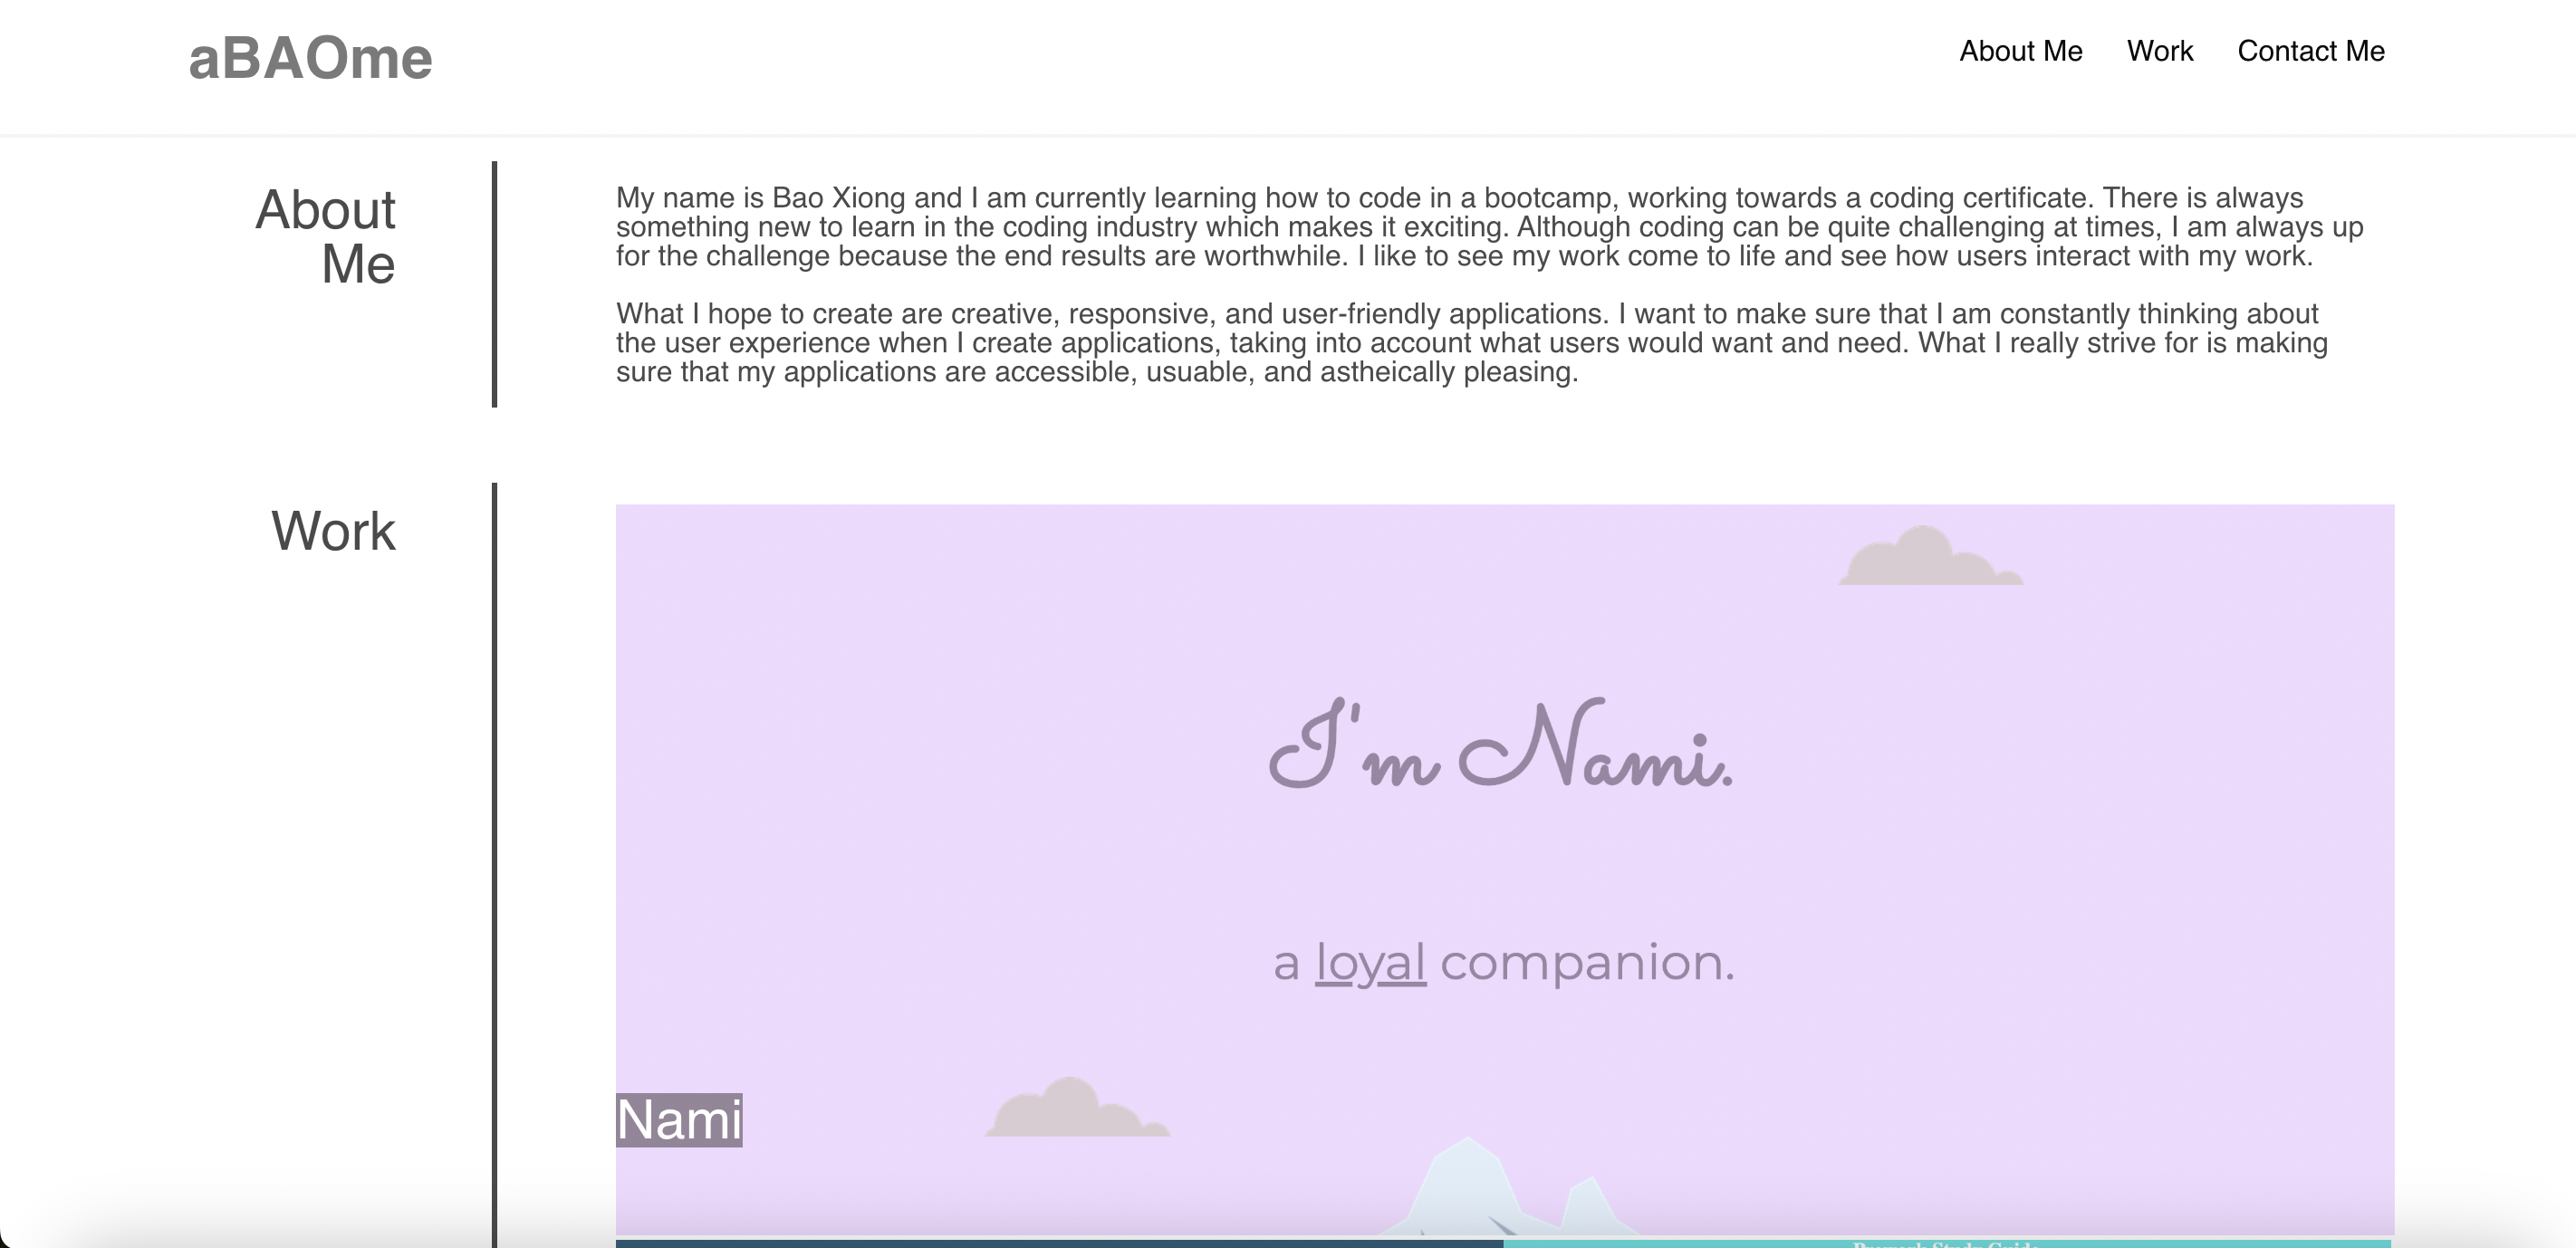 aBAOme
About Me
Work
Contact Me
About
Me
My name is Bao Xiong and I am currently learning how to code in a bootcamp, working towards a coding certificate. There is always
something new to learn in the coding industry which makes it exciting. Although coding can be quite challenging at times, I am always up
for the challenge because the end results are worthwhile. I like to see my work come to life and see how users interact with my work.
What I hope to create are creative, responsive, and user-friendly applications. I want to make sure that I am constantly thinking about
the user experience when I create applications, taking into account what users would want and need. What I really strive for is making
sure that my applications are accessible, usuable, and astheically pleasing.
Work
I'm Nami.
a loyal companion.
Nami